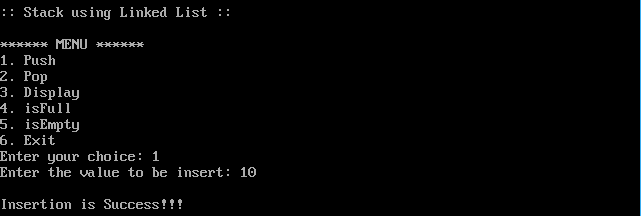 :: Stack using Linked List ::
****** MENU ******
1. Push
2. Pop
3. Display
4. isFull
5. isEmpty
6. Exit
Enter your choice: 1
Enter the value to be insert: 10
Insertion is Success!!!